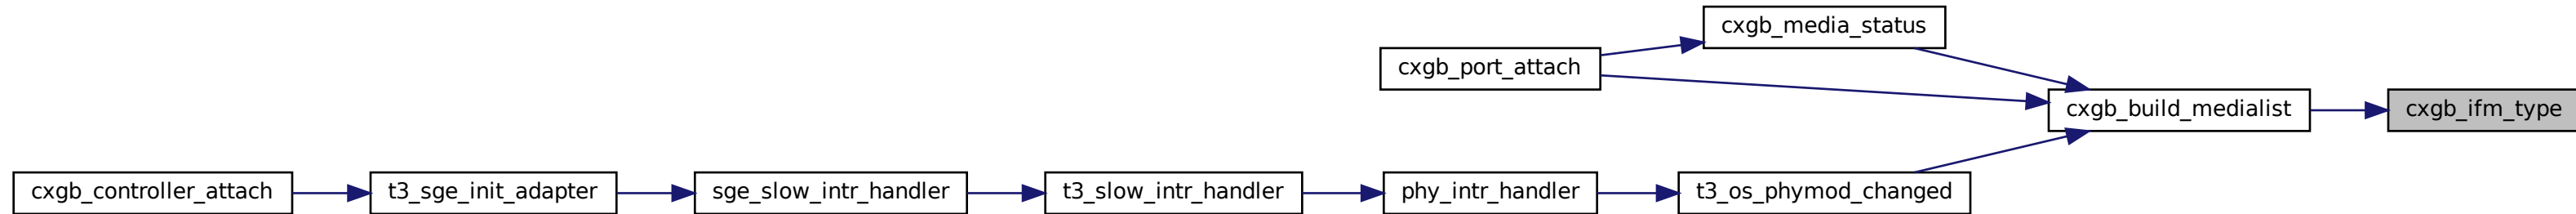 cxgb_media_status
cxgb_port_attach
cxgb_build_medialist
cxgb_ifm_type
cxgb_controller_attach
t3_sge_init_adapter
sge_slow_intr_handler
t3_slow_intr_handler
phy_intr_handler
t3_os_phymod_changed